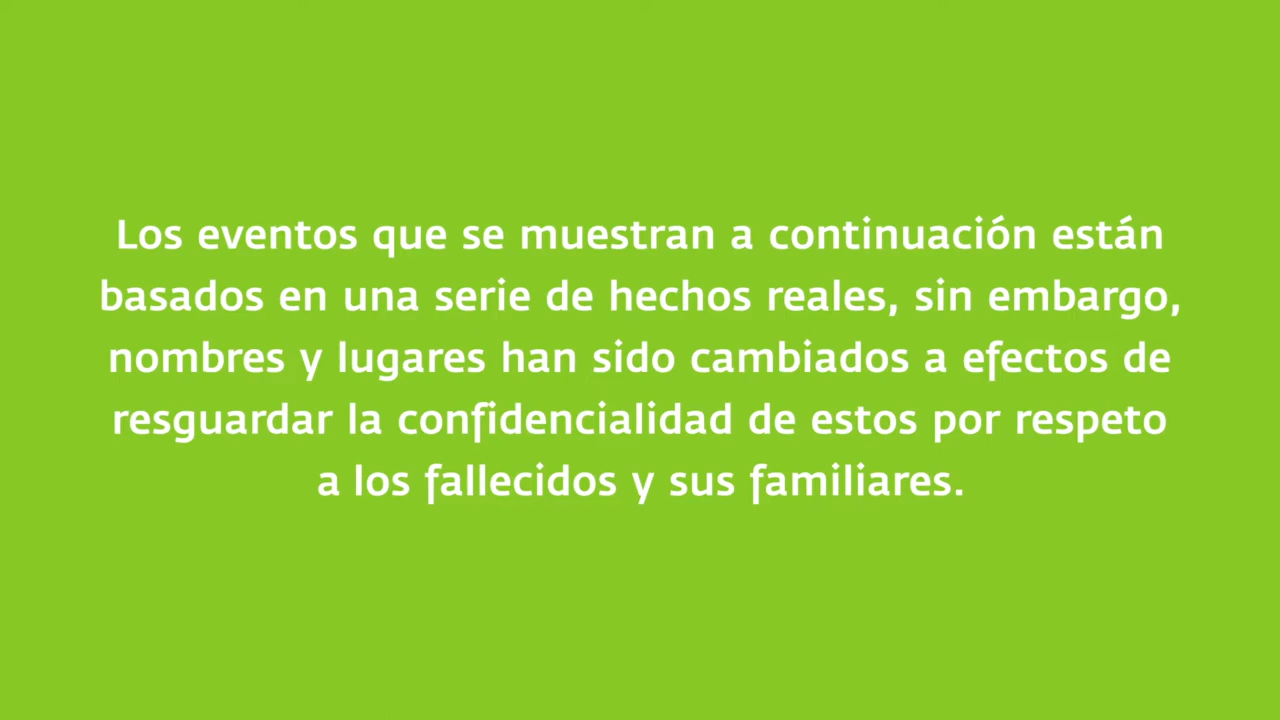 Los eventos que se muestran a continuación están
basados en una serie de hechos reales, sin embargo,
nombres y lugares han sido cambiados a efectos de
resguardar la confidencialidad de estos por respeto
a los fallecidos y sus familiares.